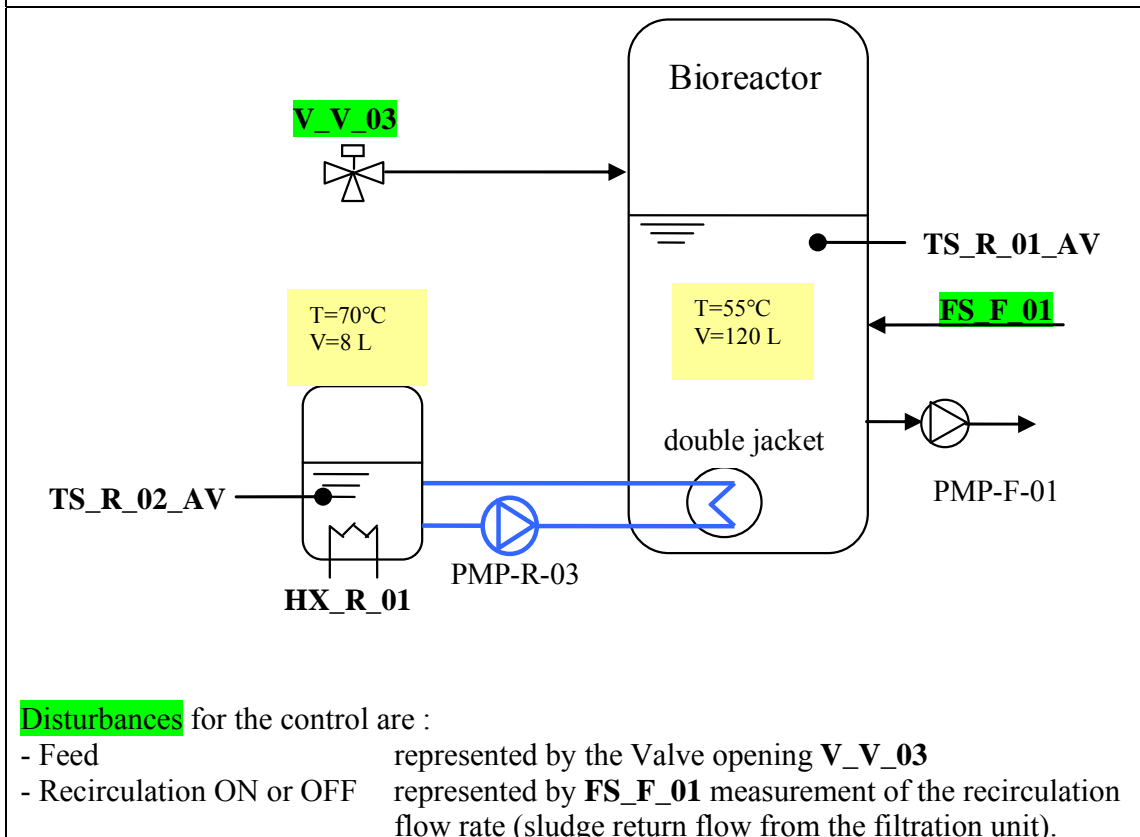 Bioreactor
V_V_03
TS_R_01_AV
T=70°C
V=8 L
T=55°C
V=120 L
FS_F_01
double jacket
TS_R_02_AV
PMP-F-01
PMP-R-03
HX_R_01
Disturbances for the control are :
- Feed represented by the Valve opening V_V_03
- Recirculation ON or OFF represented by FS_F_01 measurement of the recirculation
flow rate (sludge return flow from the filtration unit).